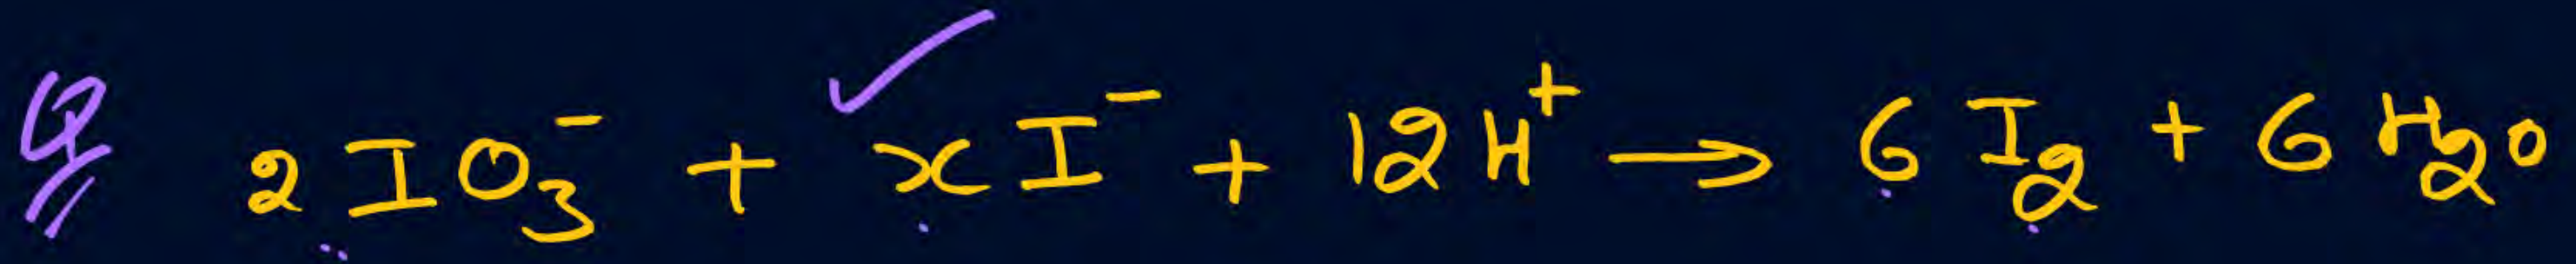 Q 2IO₃⁻ + xI⁻ + 12H⁺ → 6I₂ + 6H₂O